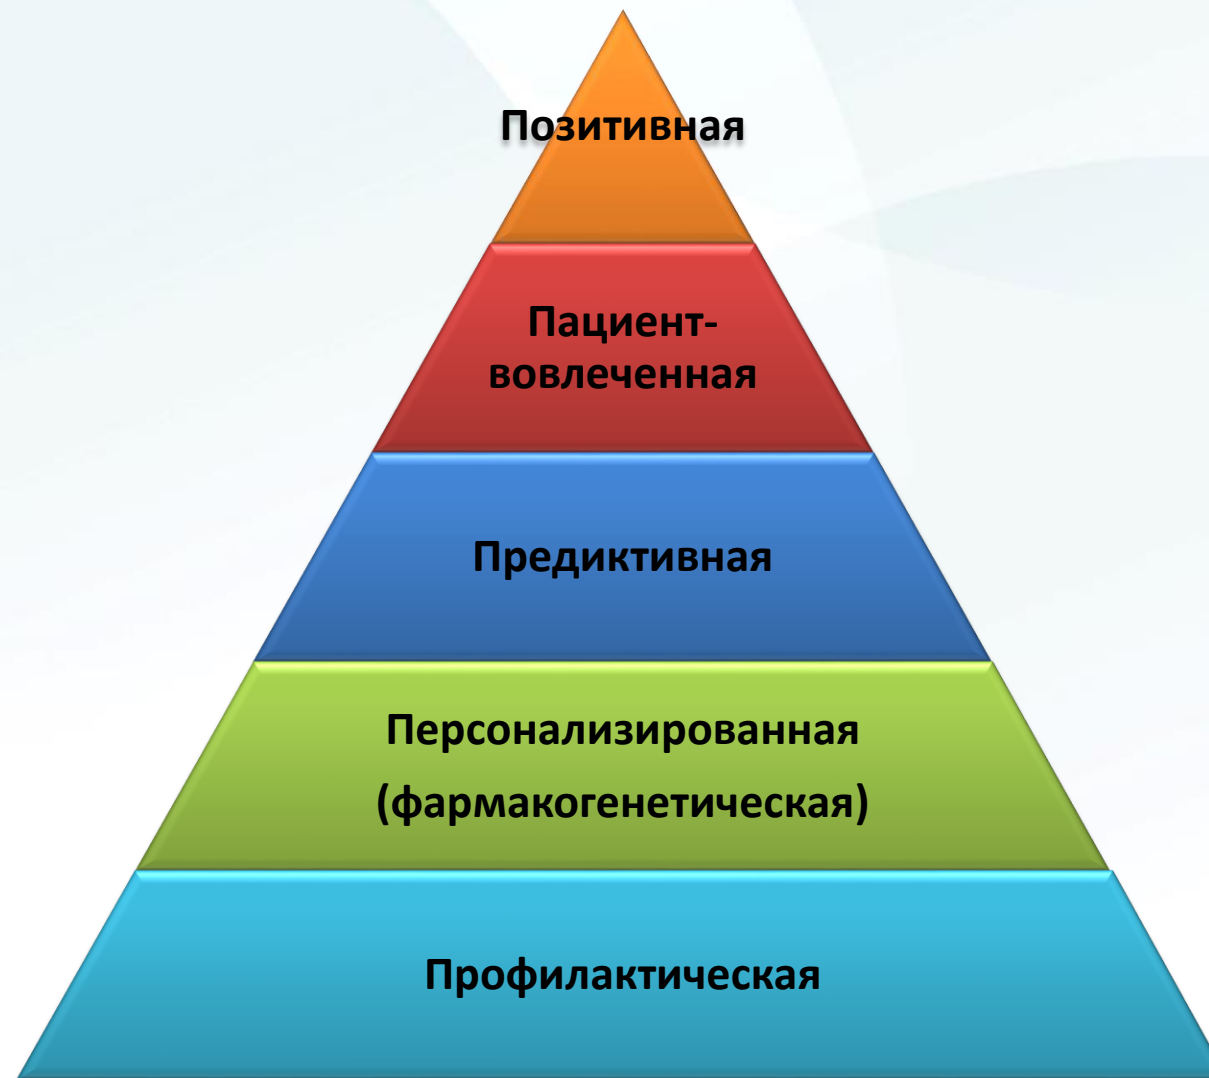 Позитивная
Пациент-
вовлеченная
Предиктивная
Персонализированная
(фармакогенетическая)
Профилактическая